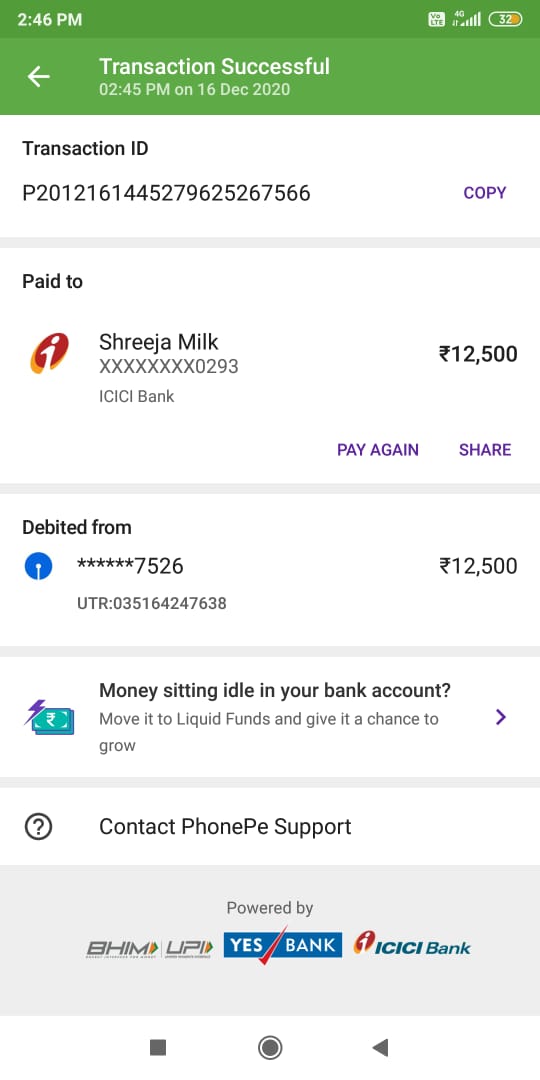 2:46 PM
Vo LTE 4G 32
Transaction Successful
02:45 PM on 16 Dec 2020
Transaction ID
P2012161445279625267566 COPY
Paid to
Shreeja Milk ₹12,500
XXXXXXXX0293
ICICI Bank
PAY AGAIN SHARE
Debited from
******7526 ₹12,500
UTR:035164247638
Money sitting idle in your bank account?
Move it to Liquid Funds and give it a chance to
grow
Contact PhonePe Support
Powered by
BHIM UPI YES BANK ICICI Bank